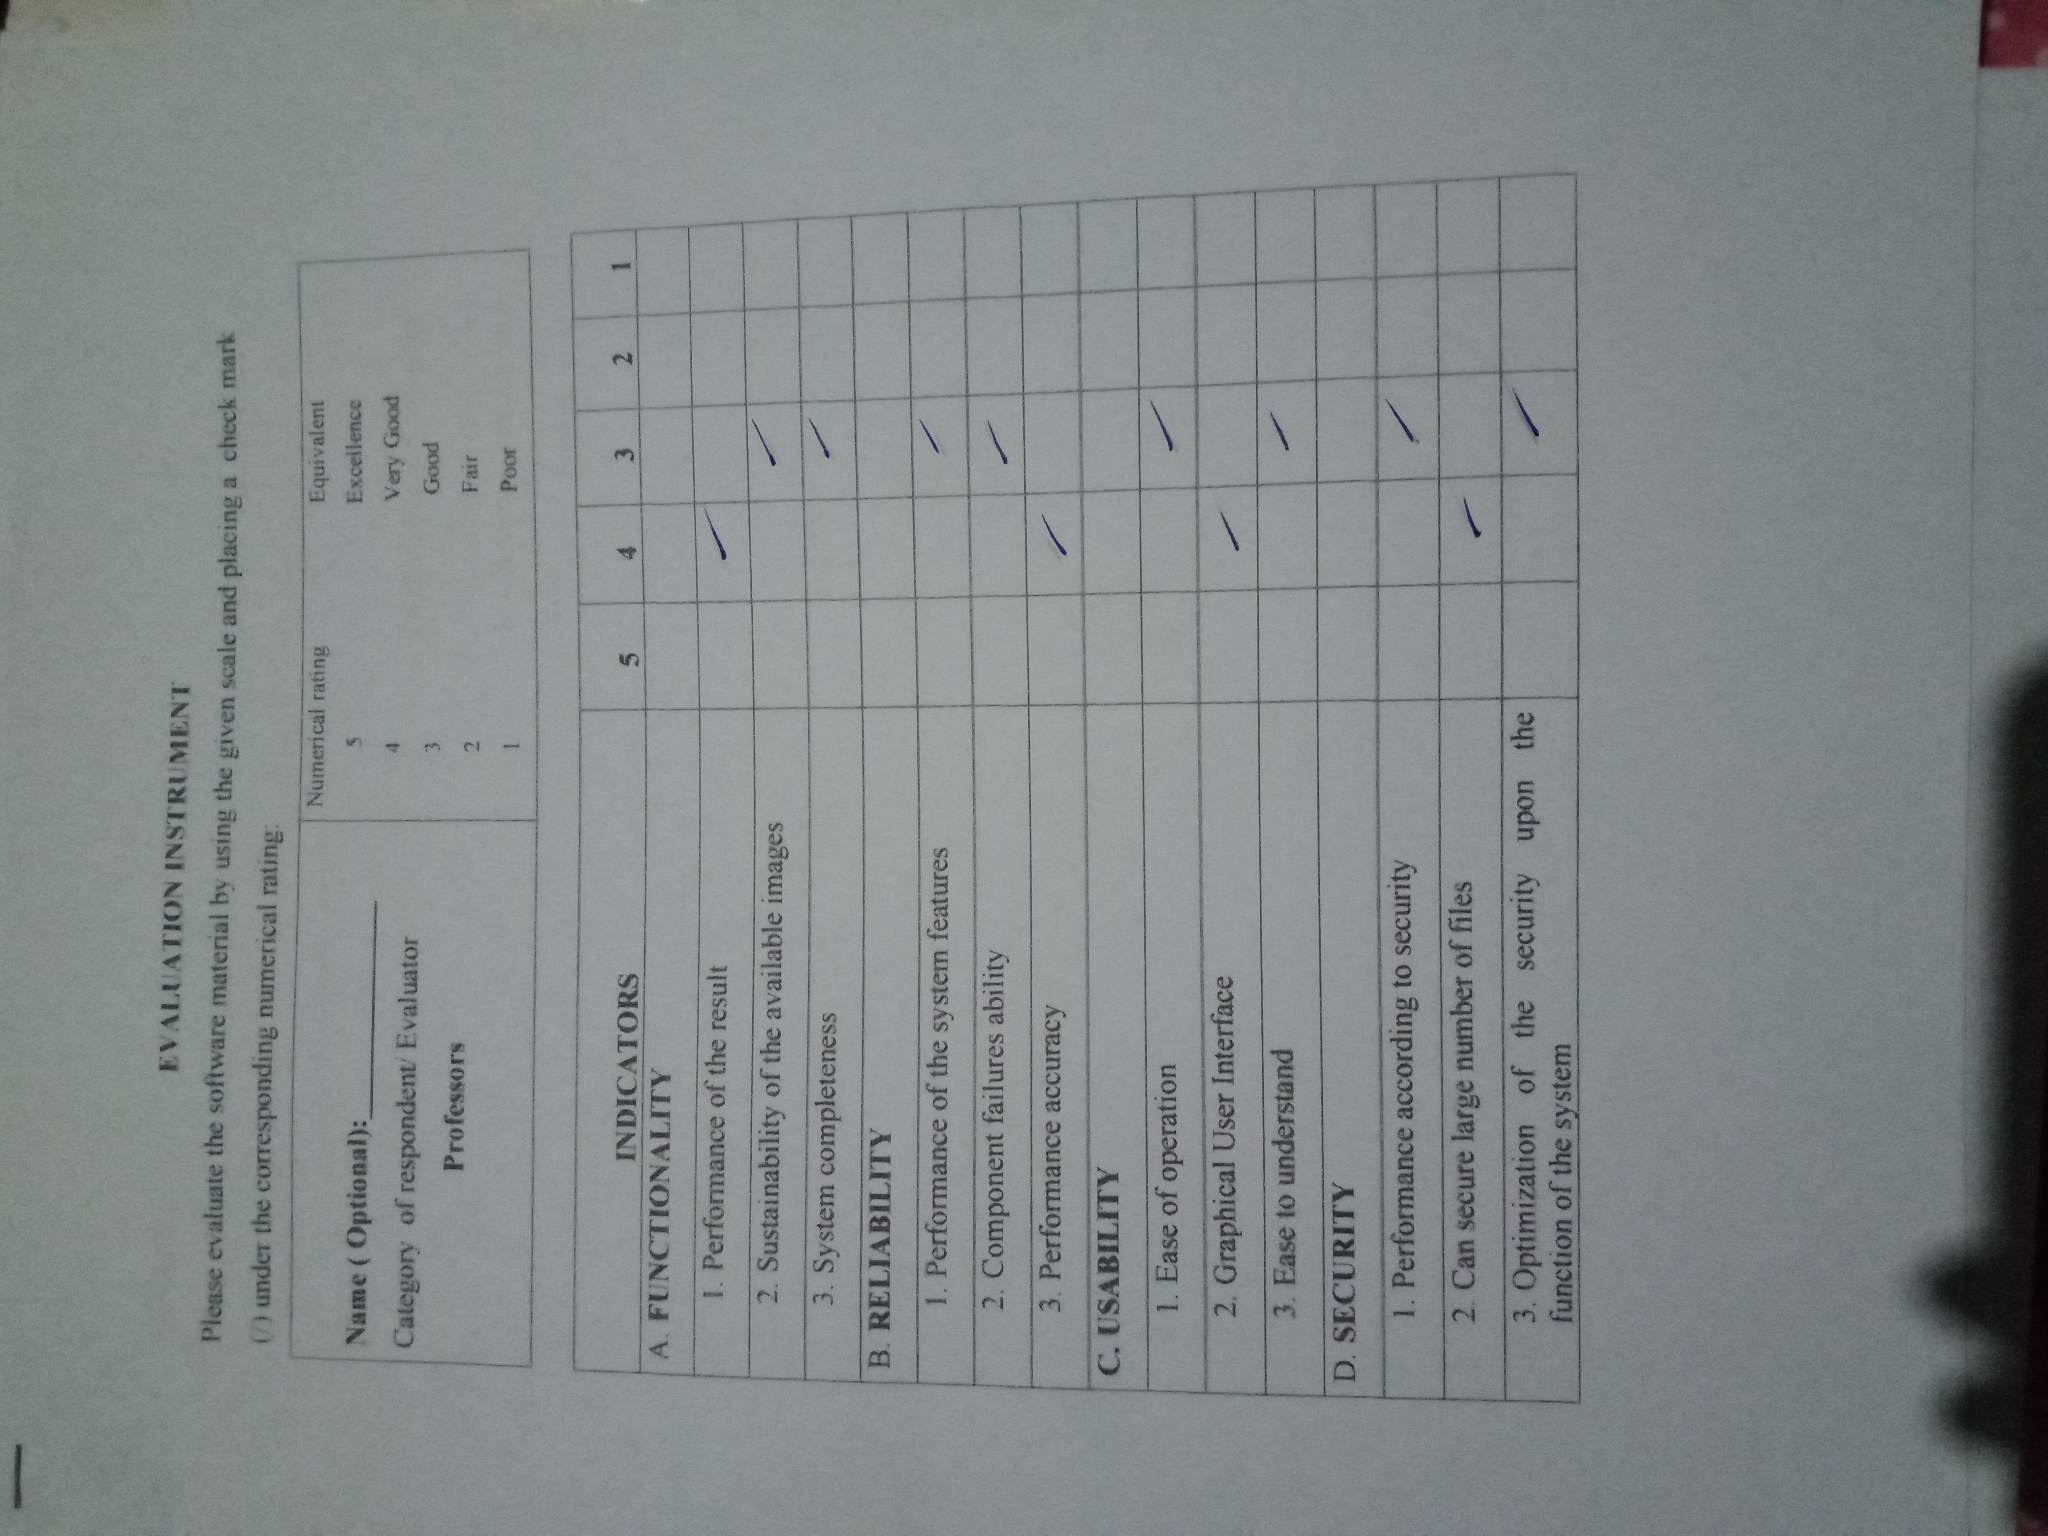 EVALUATION INSTRUMENT
Please evaluate the software material by using the given scale and placing a check mark
(/) under the corresponding numerical rating:
Numerical rating Equivalent
Name ( Optional):_______________
5 Excellence
Category of respondent/ Evaluator
4 Very Good
Professors
3 Good
2 Fair
1 Poor
INDICATORS 5 4 3 2 1
A. FUNCTIONALITY
1. Performance of the result /
2. Sustainability of the available images /
3. System completeness /
B. RELIABILITY
1. Performance of the system features /
2. Component failures ability /
3. Performance accuracy /
C. USABILITY
1. Ease of operation /
2. Graphical User Interface /
3. Ease to understand /
D. SECURITY
1. Performance according to security /
2. Can secure large number of files /
3. Optimization of the security upon the /
function of the system